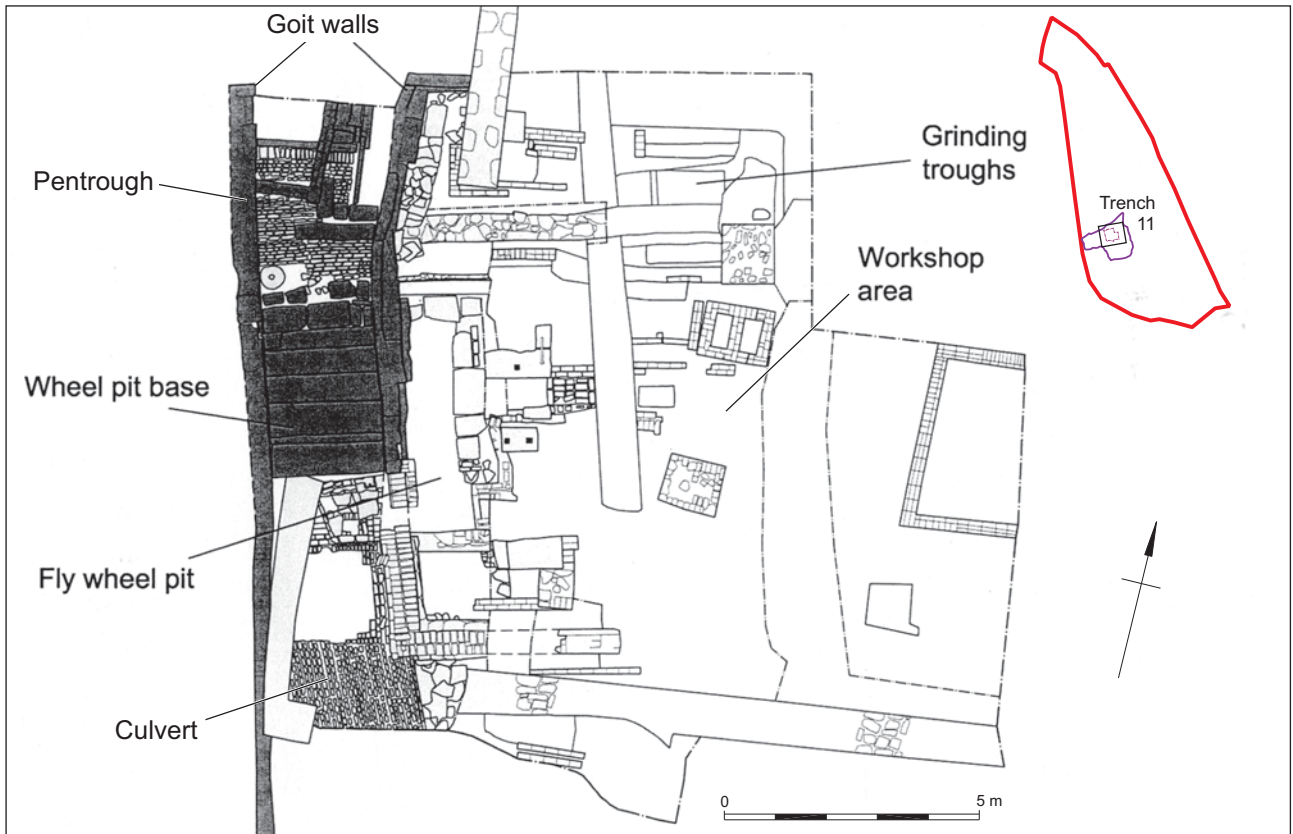 Goit walls
Pentrough
Grinding
troughs
Trench
11
Workshop
area
Wheel pit base
Fly wheel pit
Culvert
0
5 m